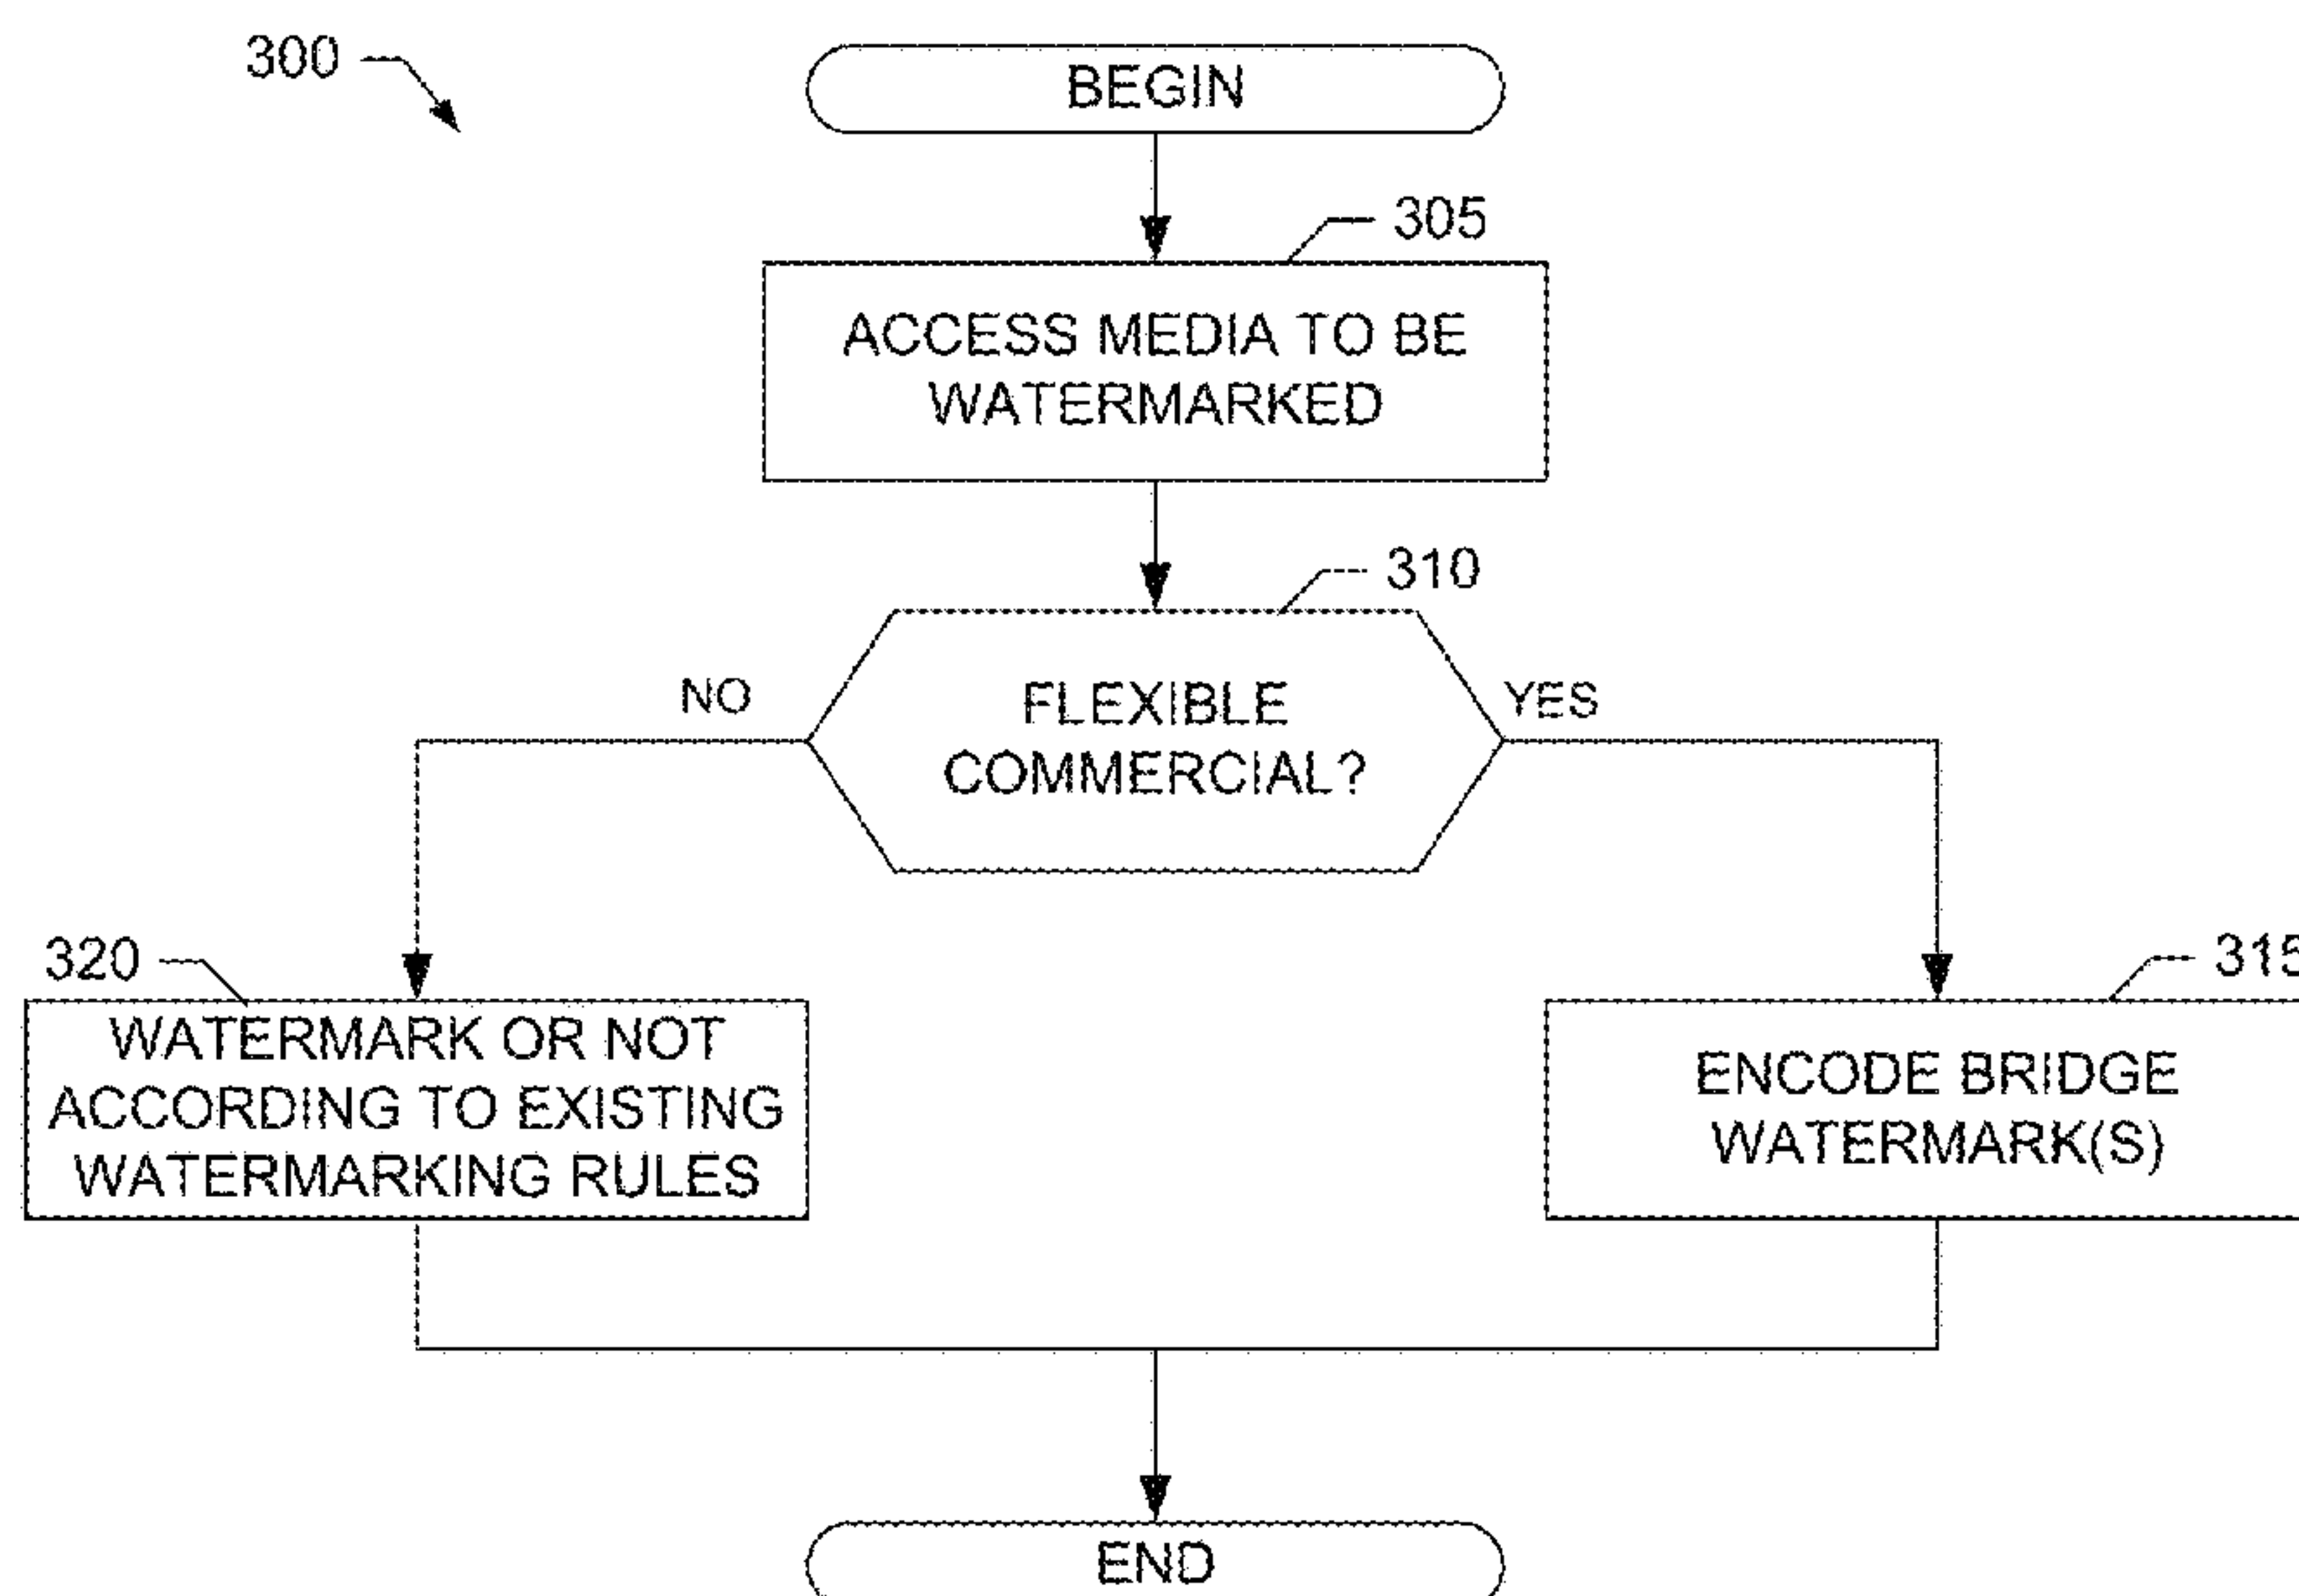 300
BEGIN
305
ACCESS MEDIA TO BE
WATERMARKED
310
NO
FLEXIBLE
COMMERCIAL?
YES
320
WATERMARK OR NOT
ACCORDING TO EXISTING
WATERMARKING RULES
315
ENCODE BRIDGE
WATERMARK(S)
END